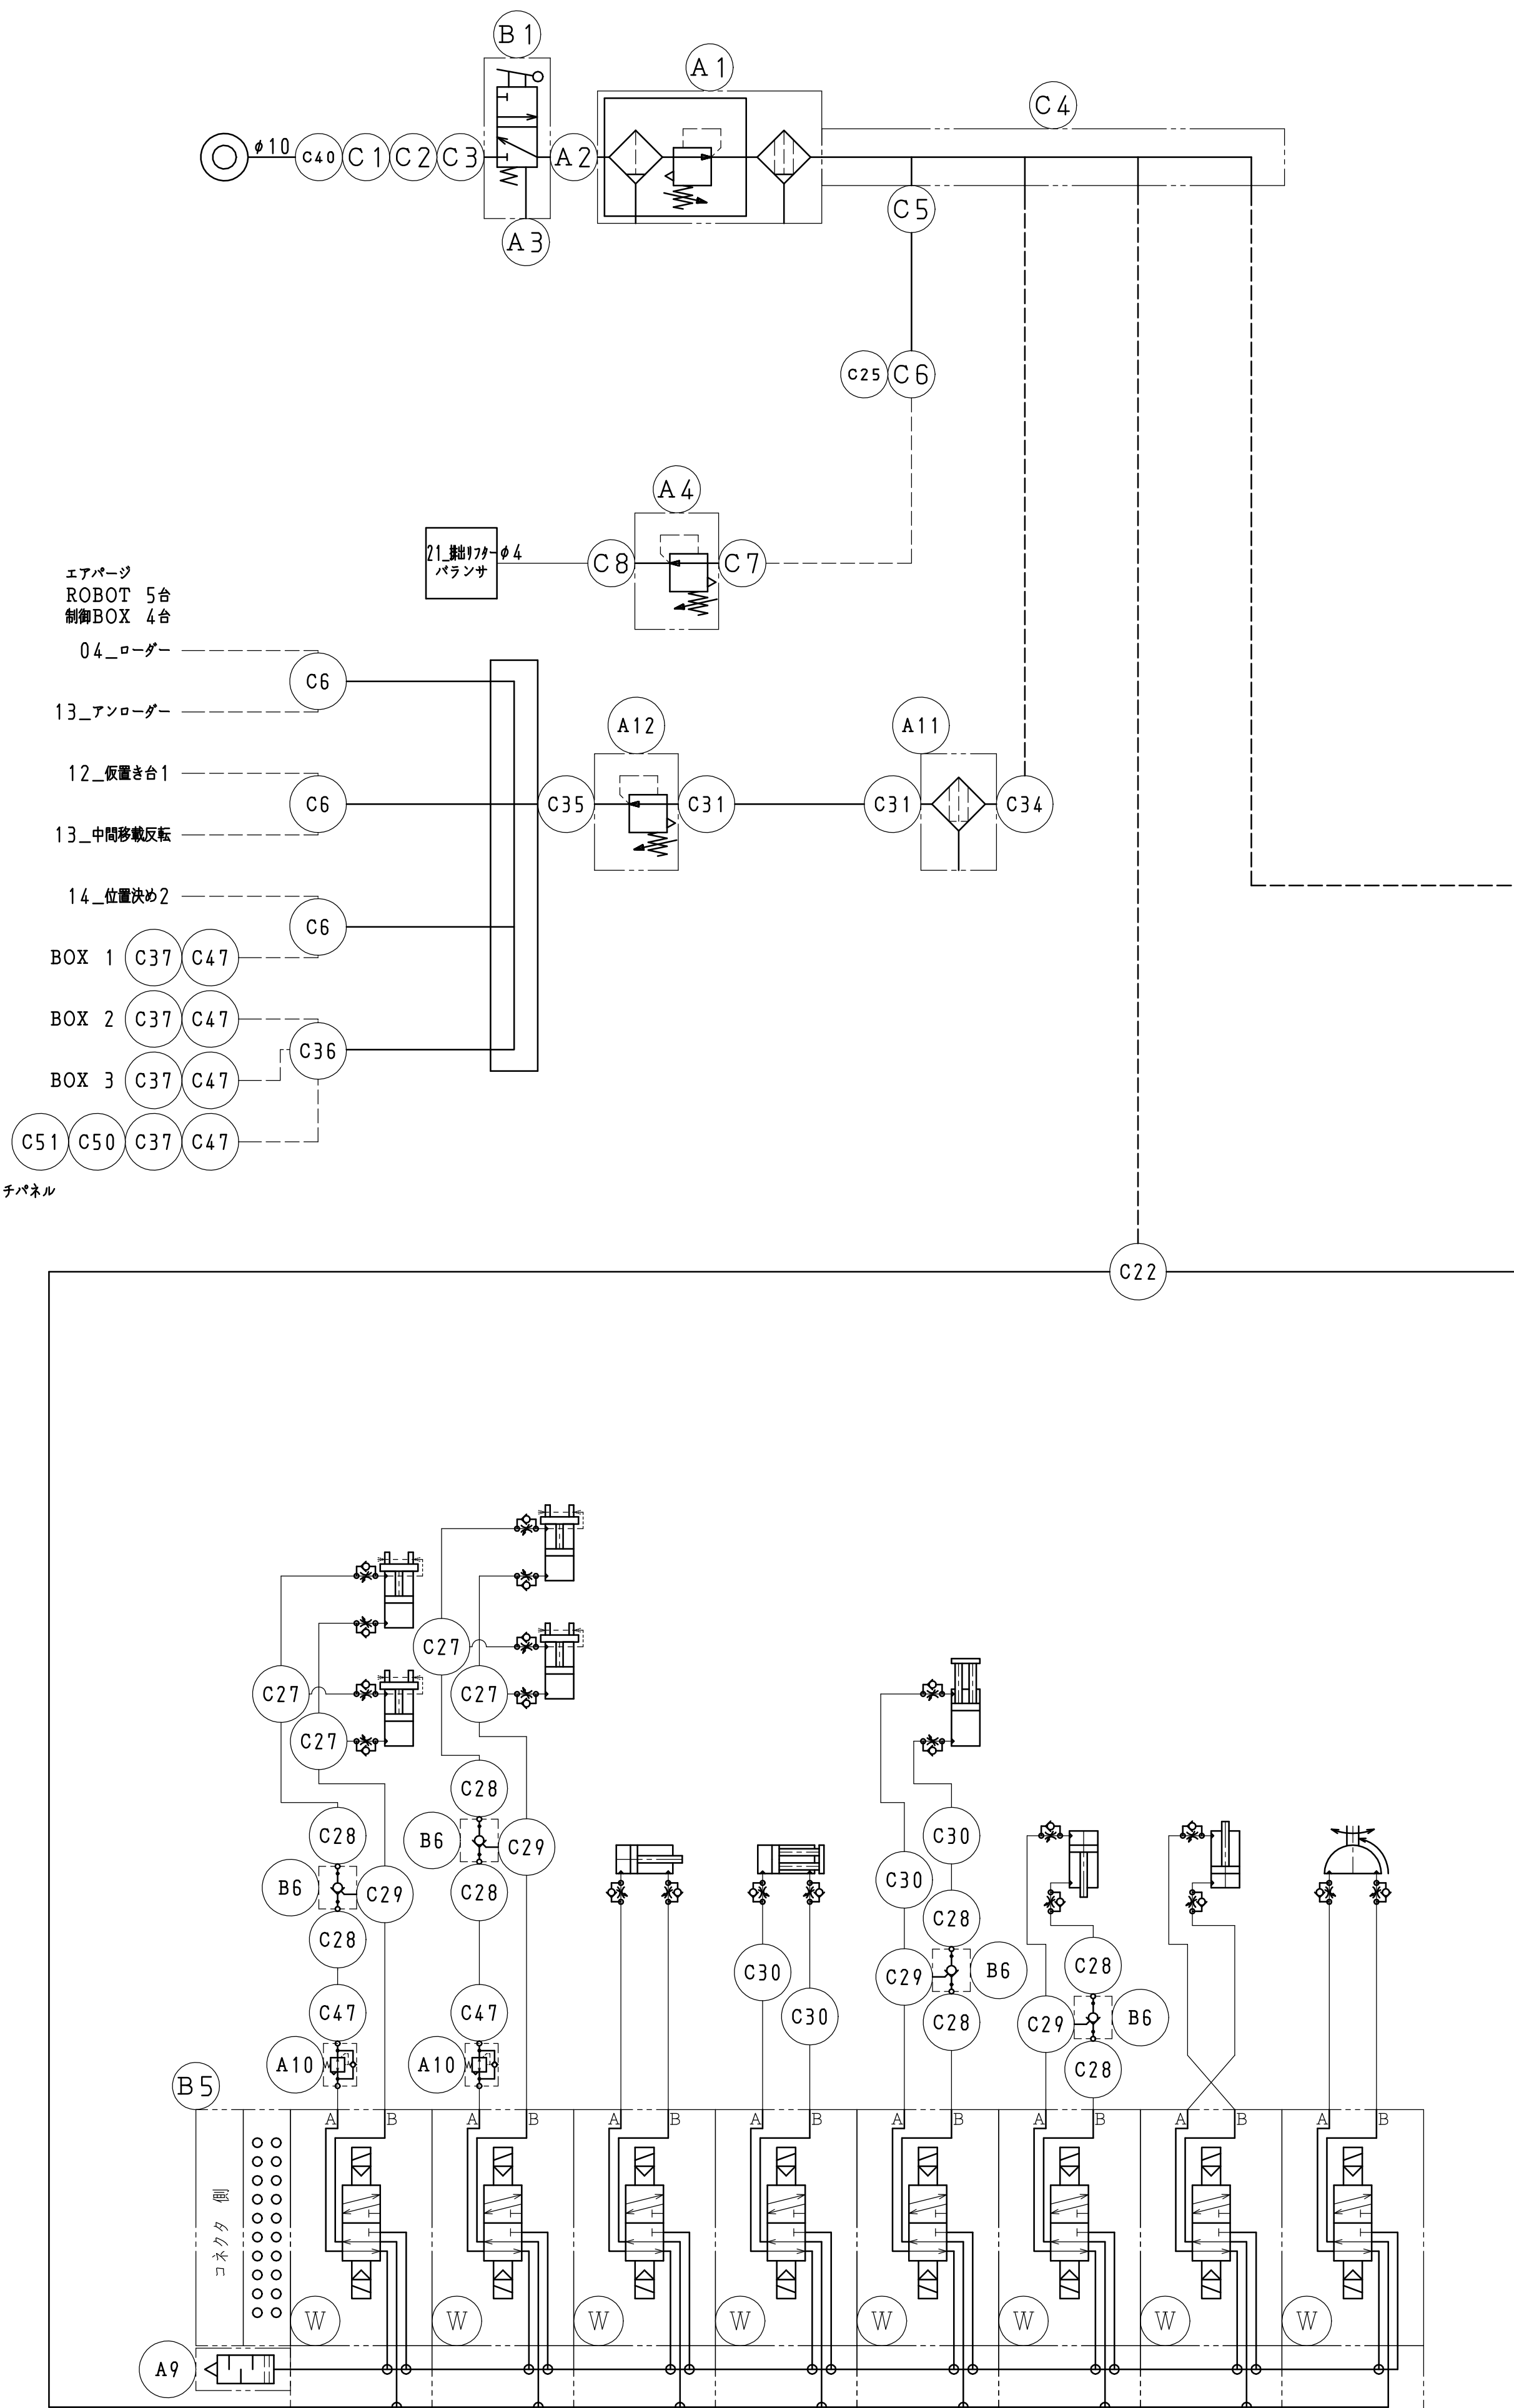 B1
A1
C4
φ10
C40
C1
C2
C3
A2
A3
C5
C25
C6
A4
21_排出リフター
バランサ
φ4
C8
C7
エアパージ
ROBOT 5台
制御BOX 4台
04_ローダー
C6
13_アンローダー
A12
A11
12_仮置き台1
C6
C35
C31
C31
C34
13_中間移載反転
14_位置決め2
C6
BOX 1
C37
C47
BOX 2
C37
C47
C36
BOX 3
C37
C47
C51
C50
C37
C47
チパネル
C22
C27
C27
C27
C27
C28
C28
C30
B6
C29
B6
C29
C30
C28
C28
C28
C28
C30
C29
B6
C28
C47
C47
C30
C28
C29
B6
A10
A10
C28
B5
A
B
A
B
A
B
A
B
A
B
A
B
A
B
A
B
コネクタ 側
W
W
W
W
W
W
W
W
A9